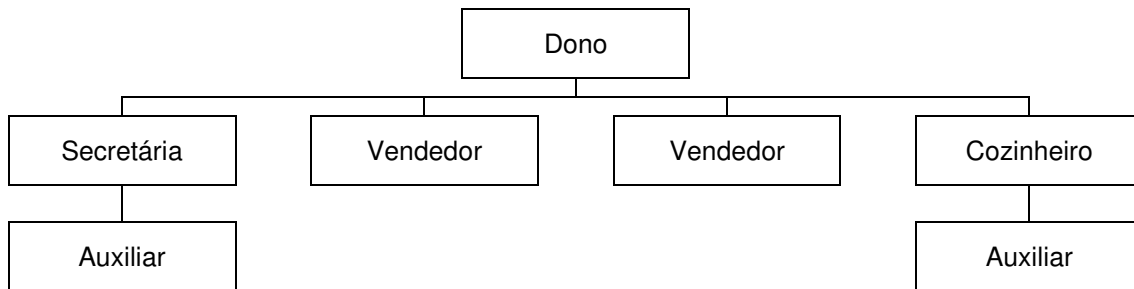 Dono
Secretária
Vendedor
Vendedor
Cozinheiro
Auxiliar
Auxiliar